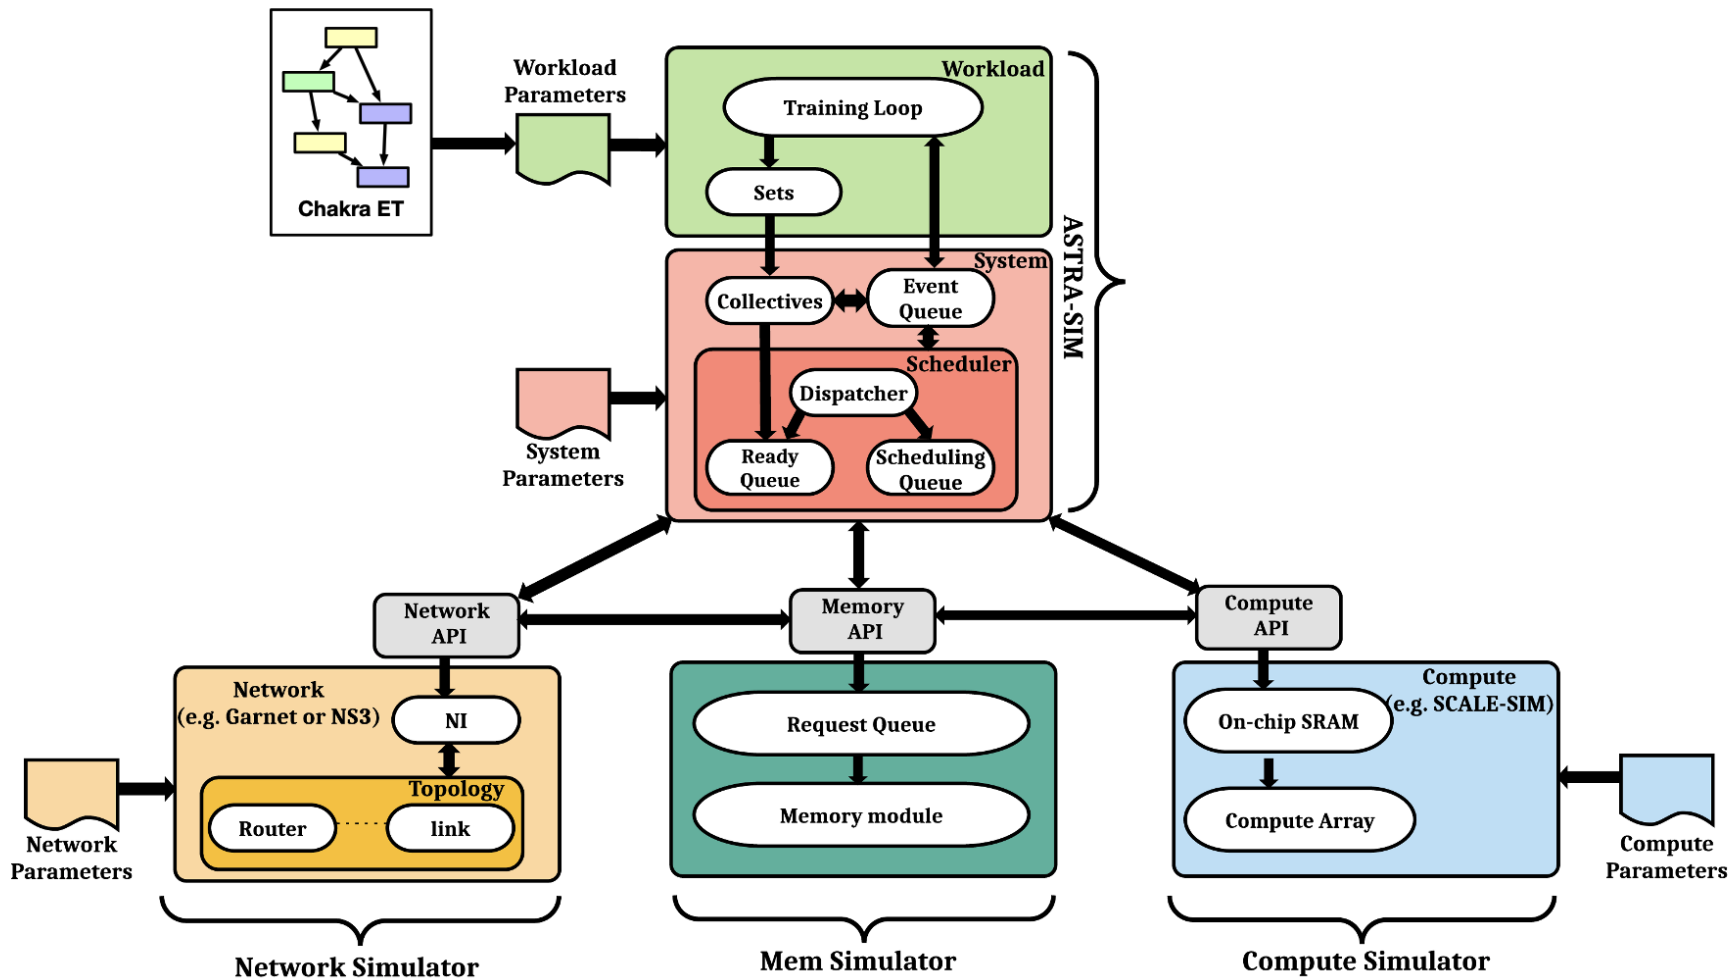 Chakra ET
Workload
Parameters
Workload
Training Loop
Sets
ASTRA-SIM
System
Collectives
Event
Queue
Scheduler
Dispatcher
Ready
Queue
Scheduling
Queue
System
Parameters
Network
API
Memory
API
Compute
API
Network
(e.g. Garnet or NS3)
NI
Topology
Router
link
Network
Parameters
Request Queue
Memory module
Compute
(e.g. SCALE-SIM)
On-chip SRAM
Compute Array
Compute
Parameters
Network Simulator
Mem Simulator
Compute Simulator